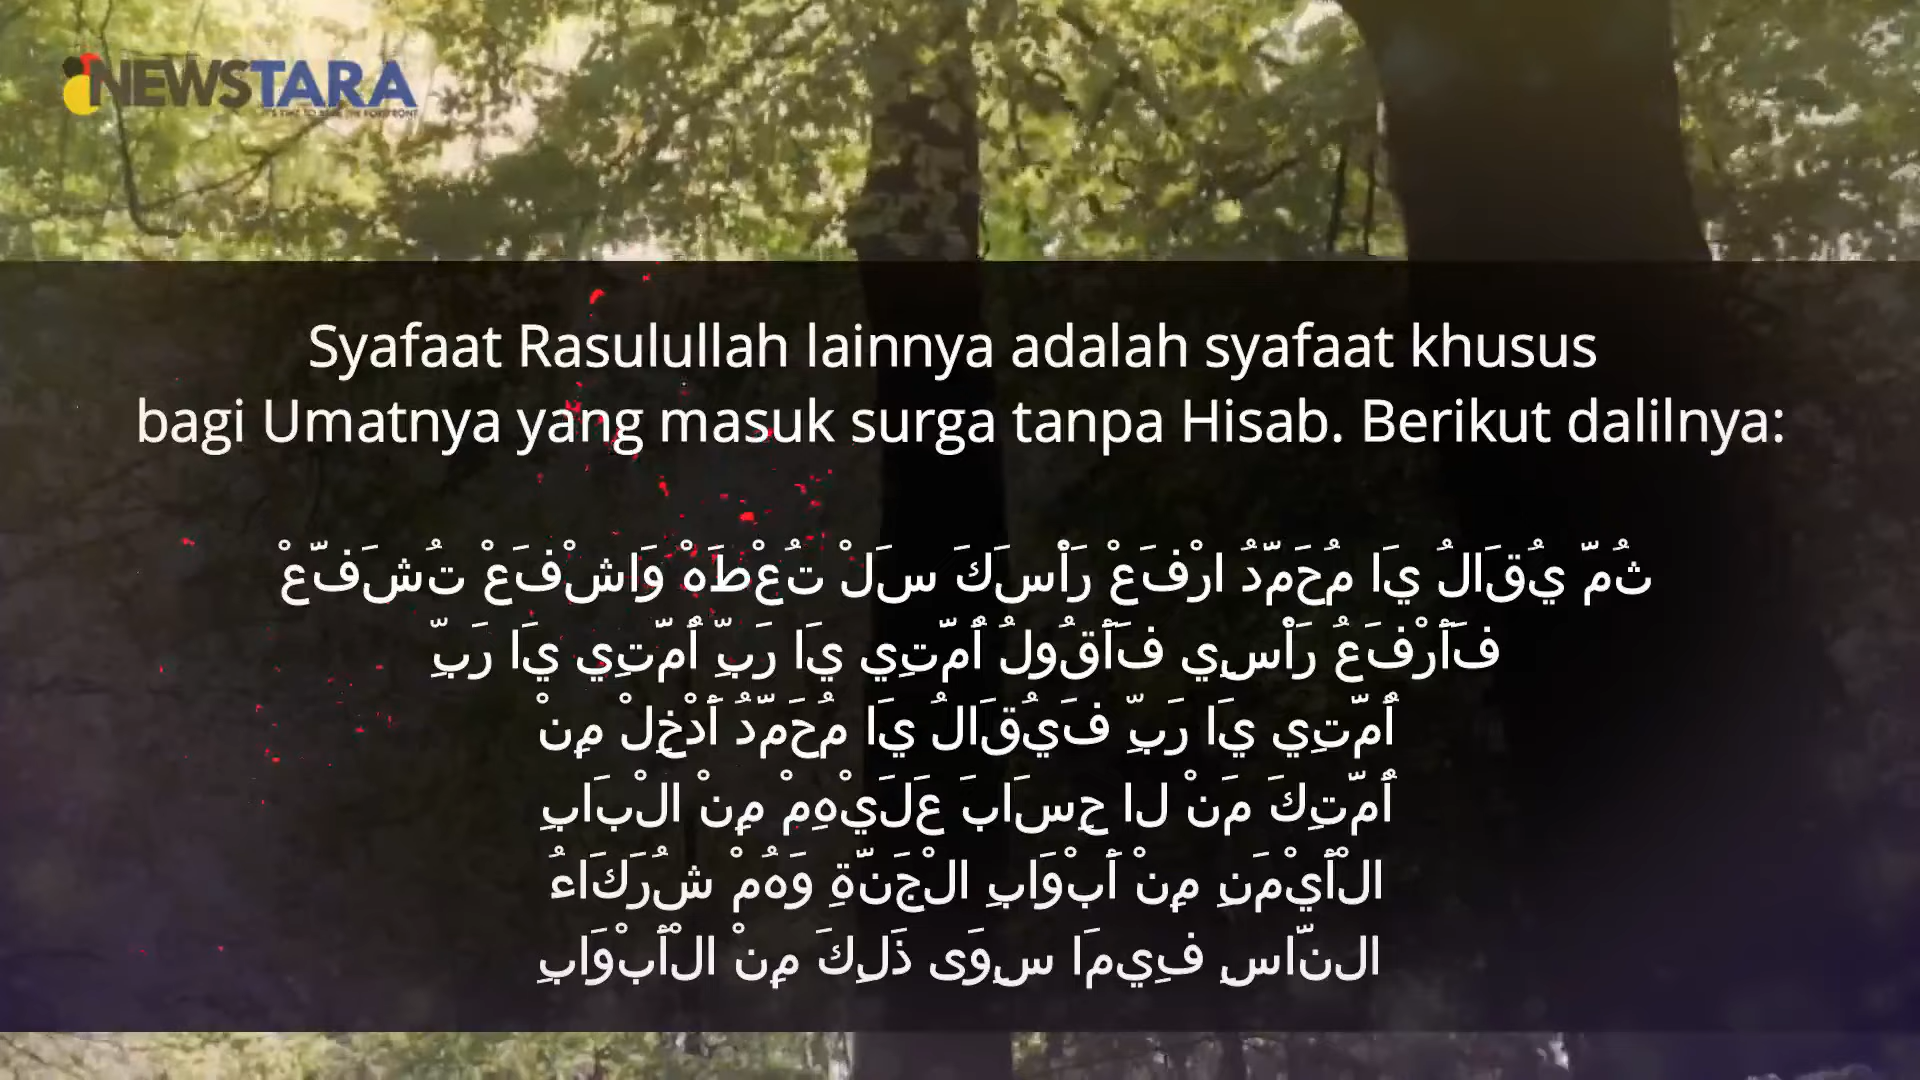 NEWSTARA
Syafaat Rasulullah lainnya adalah syafaat khusus
bagi Umatnya yang masuk surga tanpa Hisab. Berikut dalilnya:
ثُمَّ يُقَالُ يَا مُحَمَّدُ ارْفَعْ رَأْسَكَ سَلْ تُعْطَهْ وَاشْفَعْ تُشَفَّعْ
فَأَرْفَعُ رَأْسِي فَأَقُولُ أُمَّتِي يَا رَبِّ أُمَّتِي يَا رَبِّ
أُمَّتِي يَا رَبِّ فَيُقَالُ يَا مُحَمَّدُ أَدْخِلْ مِنْ
أُمَّتِكَ مَنْ لا حِسَابَ عَلَيْهِمْ مِنْ الْبَابِ
الْأَيْمَنِ مِنْ أَبْوَابِ الْجَنَّةِ وَهُمْ شُرَكَاءُ
النَّاسِ فِيمَا سِوَى ذَلِكَ مِنْ الْأَبْوَابِ